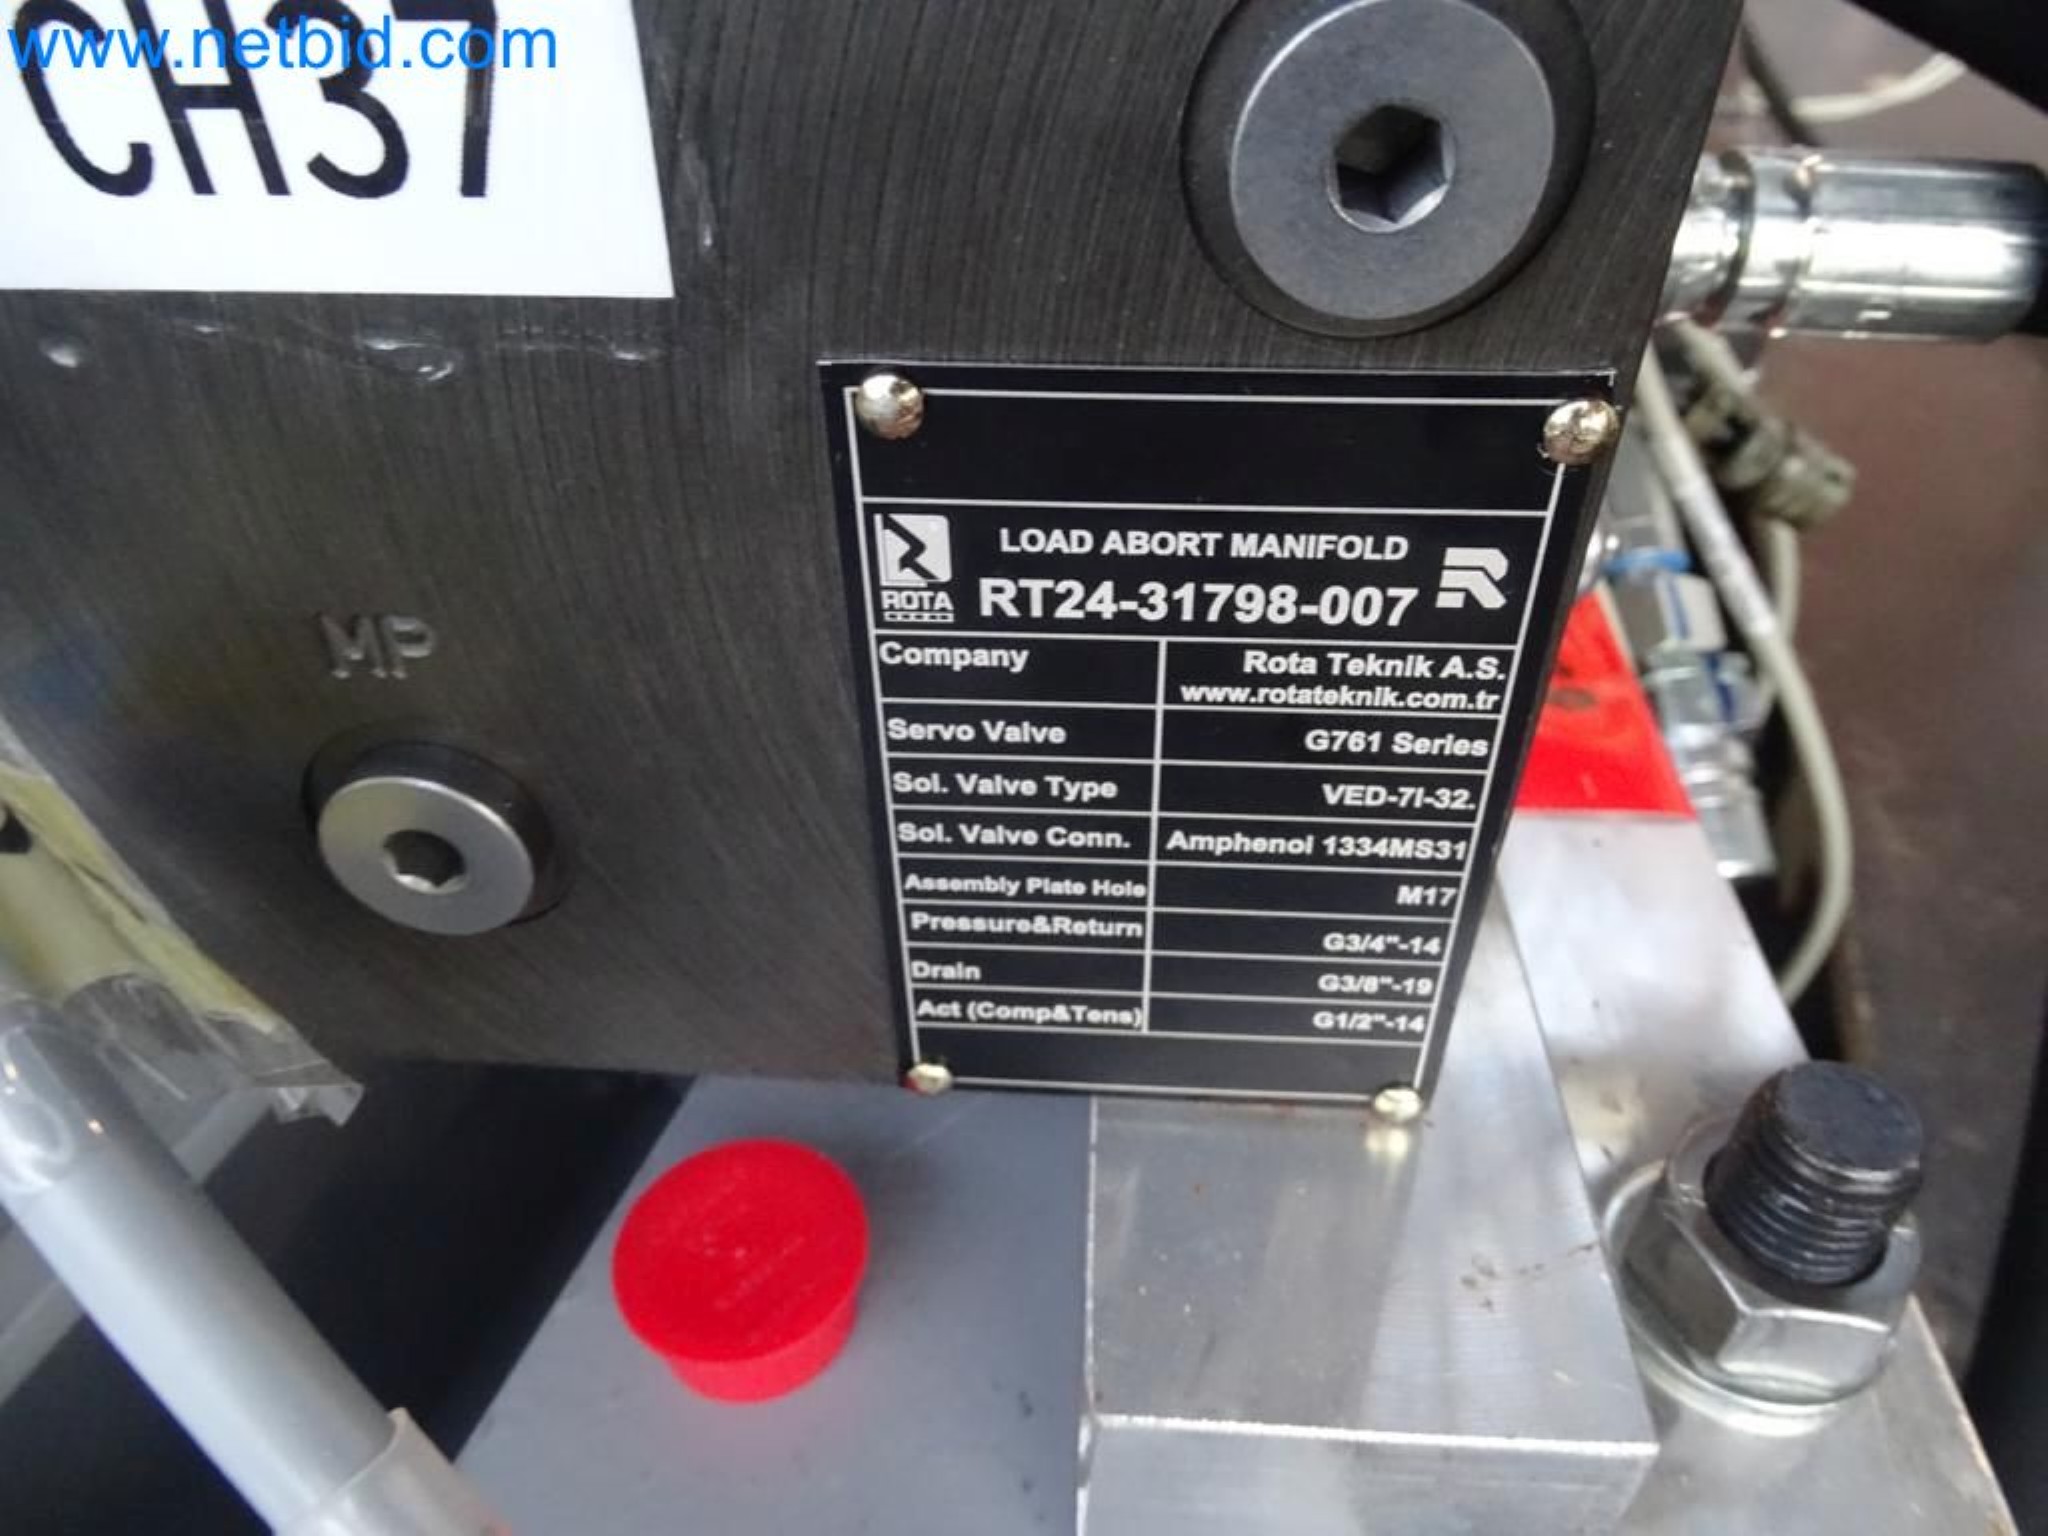 www.netbid.com
CH37
MP
LOAD ABORT MANIFOLD
ROTA
RT24-31798-007
Company Rota Teknik A.S.
www.rotateknik.com.tr
Servo Valve G761 Series
Sol. Valve Type VED-7I-32.
Sol. Valve Conn. Amphenol 1334MS31
Assembly Plate Hole M17
Pressure&Return G3/4"-14
Drain G3/8"-19
Act (Comp&Tens) G1/2"-14